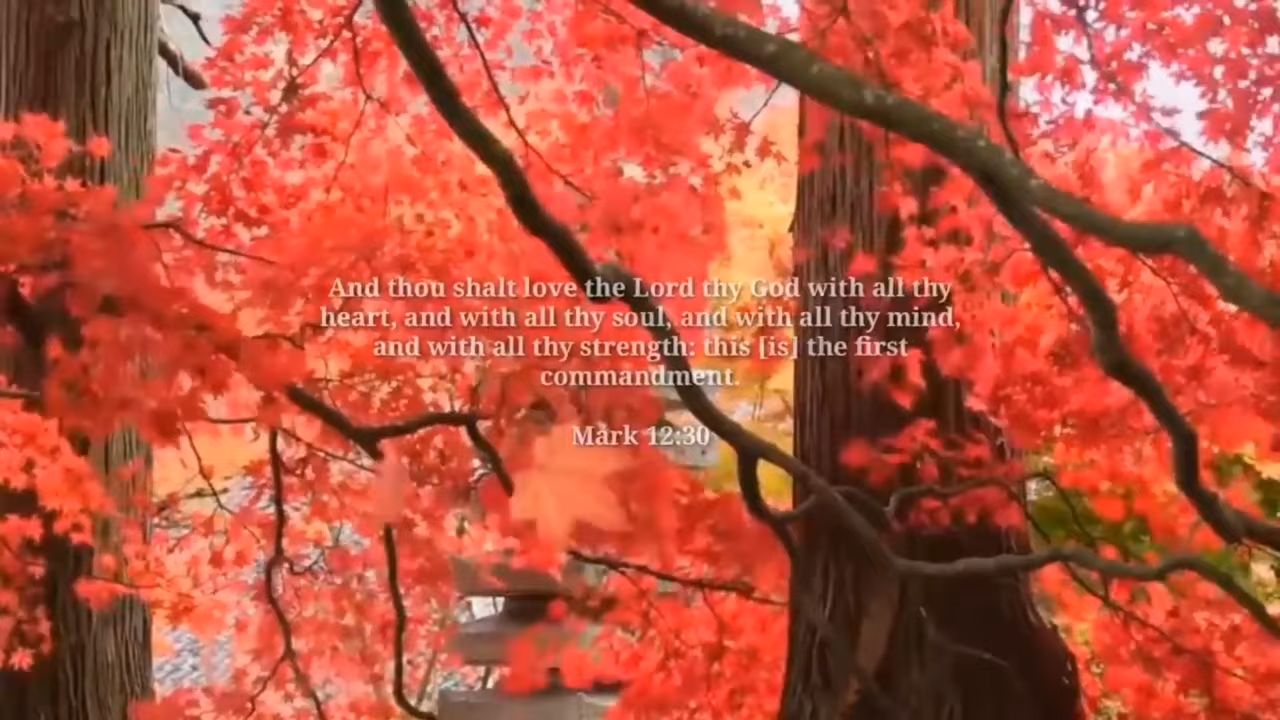 And thou shalt love the Lord thy God with all thy
heart, and with all thy soul, and with all thy mind,
and with all thy strength: this [is] the first
commandment.
Mark 12:30